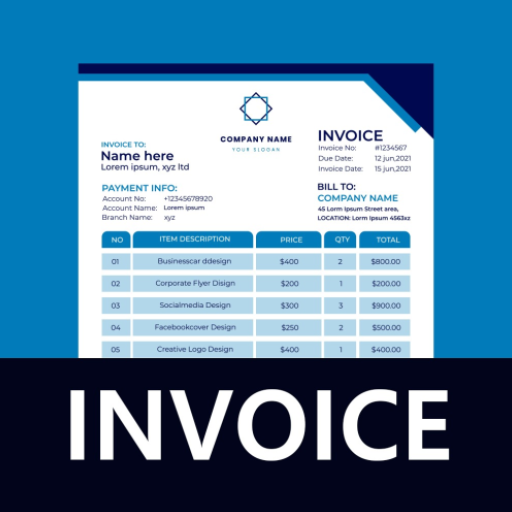 COMPANY NAME
YOUR SLOGAN
INVOICE TO:
Name here
Lorem ipsum, xyz ltd
INVOICE
Invoice No: #1234567
Due Date: 12 jun,2021
Invoice Date: 15 jun,2021
PAYMENT INFO:
Account No: +12345678920
Account Name: Lorem ipsum
Branch Name: xyz
BILL TO:
COMPANY NAME
45 Lorm Ipsum Street area,
LOCATION: Lorm Ipsum 4563xz
NO ITEM DESCRIPTION PRICE QTY TOTAL
01 Businesscar ddesign $400 2 $800.00
02 Corporate Flyer Disign $200 1 $200.00
03 Socialmedia Design $300 3 $900.00
04 Facebookcover Design $250 2 $500.00
05 Creative Logo Design $400 1 $400.00
INVOICE